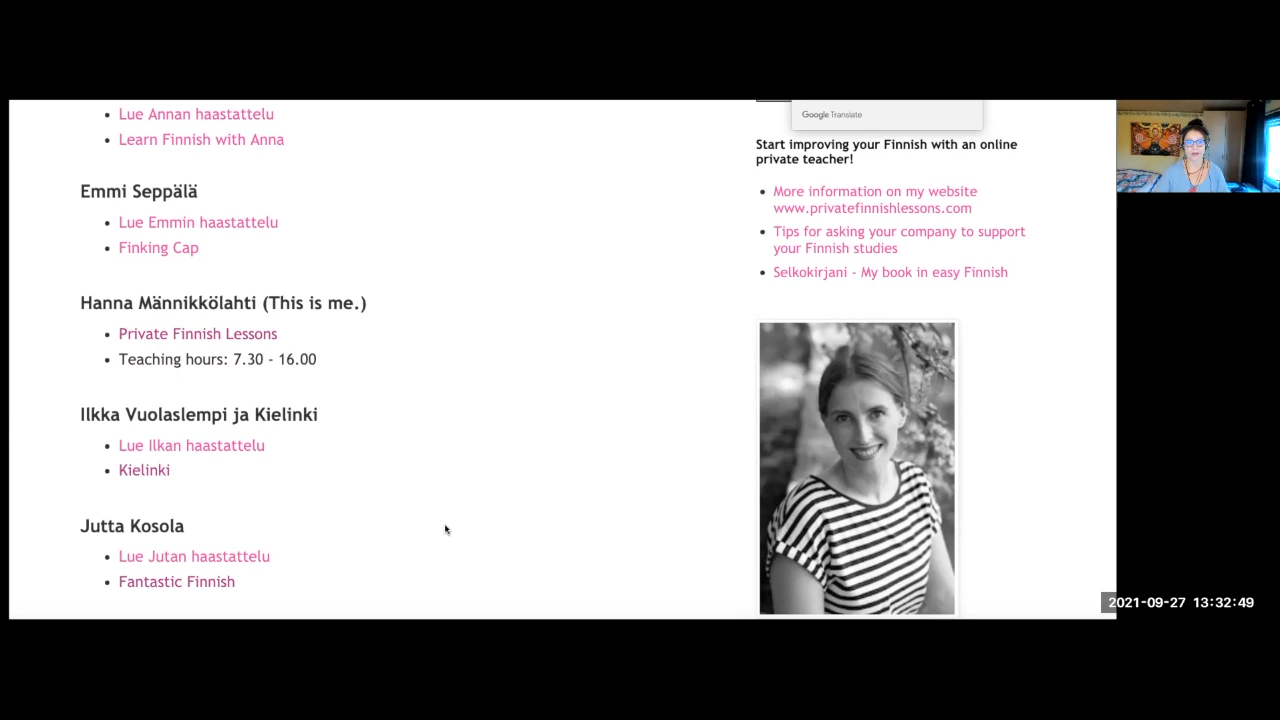 Lue Annan haastattelu
Learn Finnish with Anna
Emmi Seppälä
Lue Emmin haastattelu
Finking Cap
Hanna Männikkölahti (This is me.)
Private Finnish Lessons
Teaching hours: 7.30 - 16.00
Ilkka Vuolaslempi ja Kielinki
Lue Ilkan haastattelu
Kielinki
Jutta Kosola
Lue Jutan haastattelu
Fantastic Finnish
Google Translate
Start improving your Finnish with an online
private teacher!
More information on my website
www.privatefinnishlessons.com
Tips for asking your company to support
your Finnish studies
Selkokirjani - My book in easy Finnish
2021-09-27 13:32:49